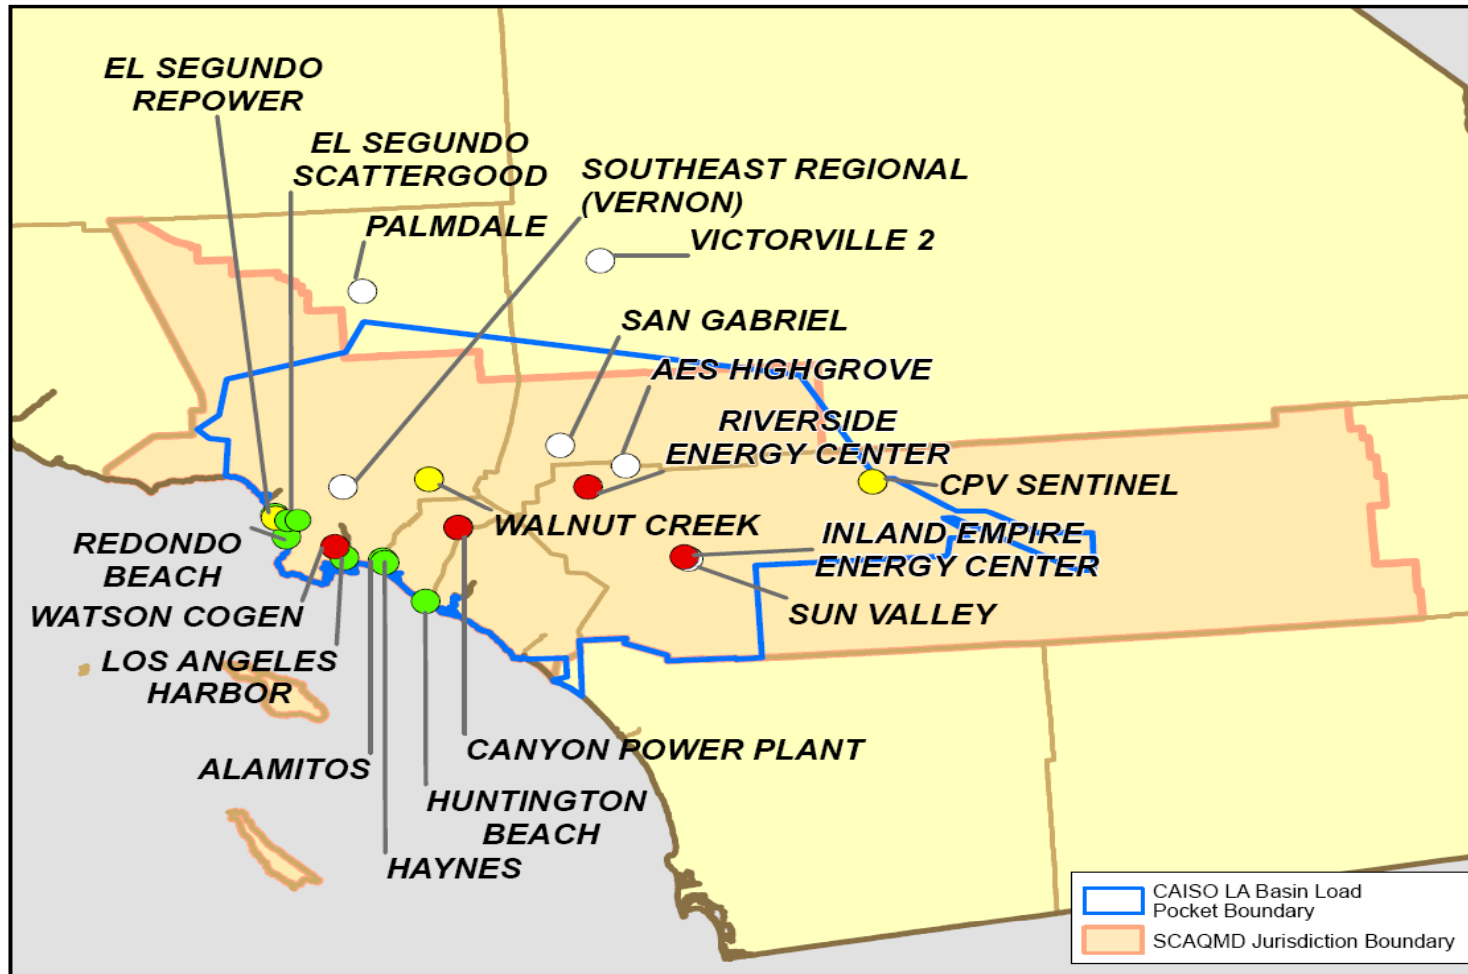 EL SEGUNDO
REPOWER
EL SEGUNDO
SCATTERGOOD
SOUTHEAST REGIONAL
(VERNON)
PALMDALE
VICTORVILLE 2
SAN GABRIEL
AES HIGHGROVE
RIVERSIDE
ENERGY CENTER
CPV SENTINEL
WALNUT CREEK
INLAND EMPIRE
ENERGY CENTER
REDONDO
BEACH
SUN VALLEY
WATSON COGEN
LOS ANGELES
HARBOR
CANYON POWER PLANT
ALAMITOS
HUNTINGTON
BEACH
HAYNES
CAISO LA Basin Load
Pocket Boundary
SCAQMD Jurisdiction Boundary